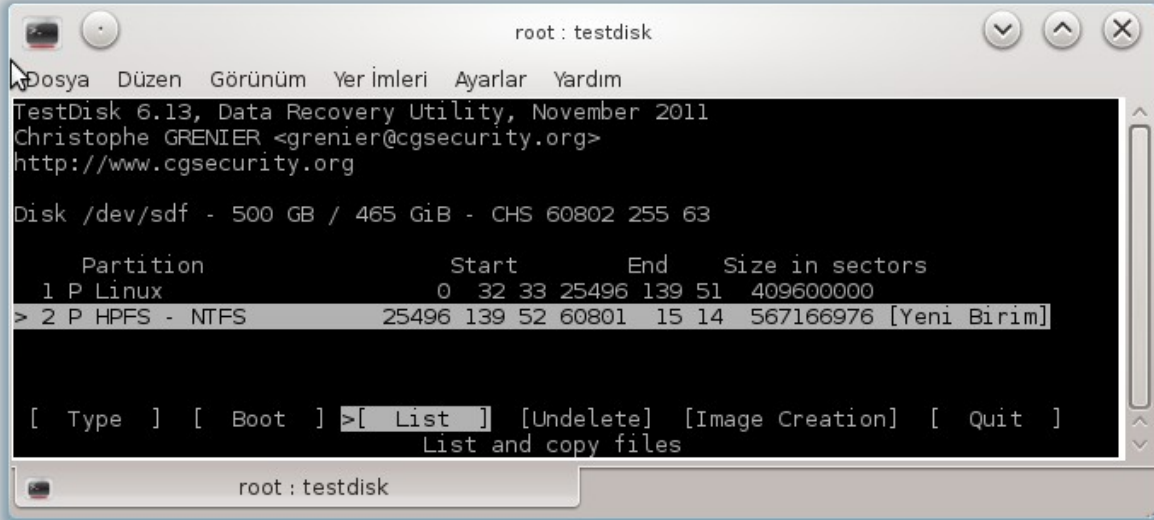 root : testdisk
Dosya Düzen Görünüm Yer İmleri Ayarlar Yardım
TestDisk 6.13, Data Recovery Utility, November 2011
Christophe GRENIER <grenier@cgsecurity.org>
http://www.cgsecurity.org
Disk /dev/sdf - 500 GB / 465 GiB - CHS 60802 255 63
Partition Start End Size in sectors
1 P Linux 0 32 33 25496 139 51 409600000
> 2 P HPFS - NTFS 25496 139 52 60801 15 14 567166976 [Yeni Birim]
[ Type ] [ Boot ] >[ List ] [Undelete] [Image Creation] [ Quit ]
List and copy files
root : testdisk